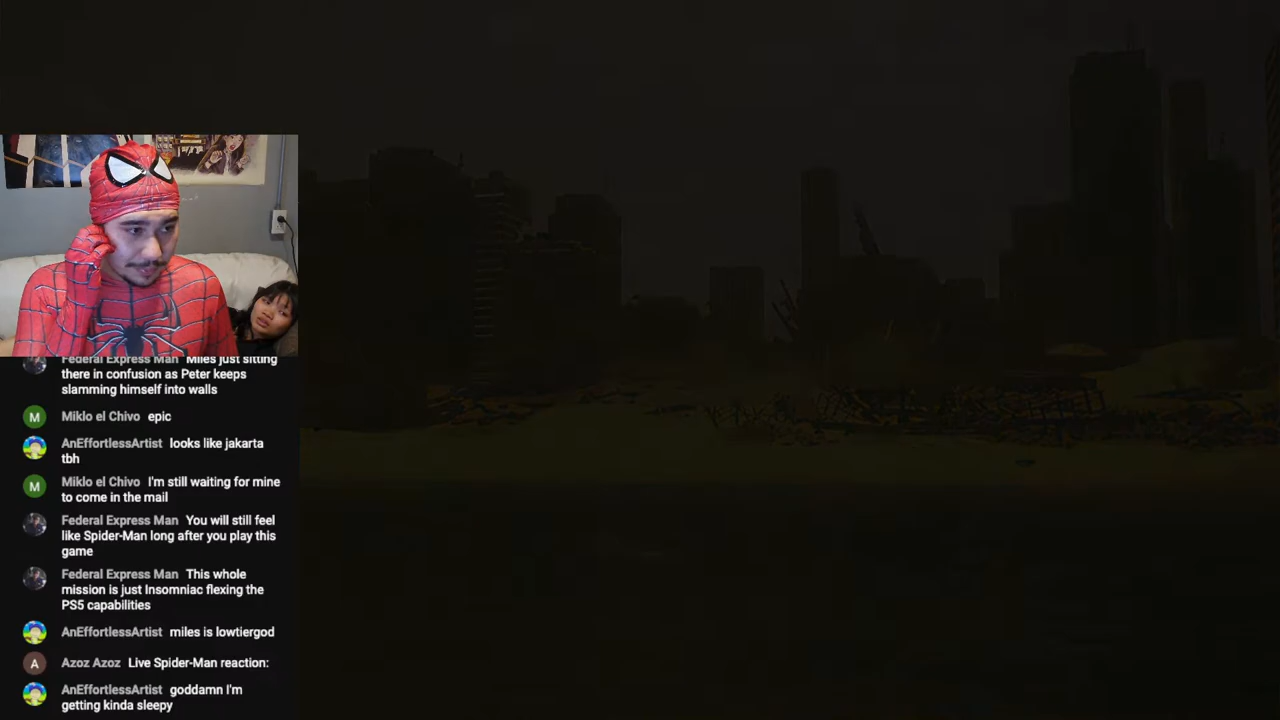 Federal Express Man Miles just sitting
there in confusion as Peter keeps
slamming himself into walls
M
Miklo el Chivo epic
AnEffortlessArtist looks like jakarta
tbh
M
Miklo el Chivo I'm still waiting for mine
to come in the mail
Federal Express Man You will still feel
like Spider-Man long after you play this
game
Federal Express Man This whole
mission is just Insomniac flexing the
PS5 capabilities
AnEffortlessArtist miles is lowtiergod
A
Azoz Azoz Live Spider-Man reaction:
AnEffortlessArtist goddamn I'm
getting kinda sleepy